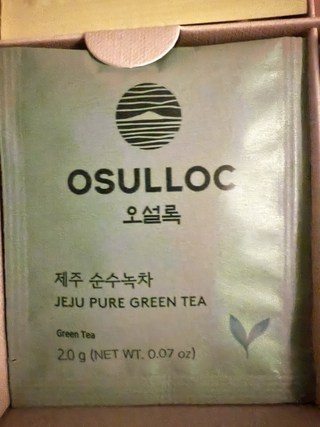 OSULLOC
오설록
제주 순수녹차
JEJU PURE GREEN TEA
Green Tea
2.0 g (NET WT. 0.07 oz)